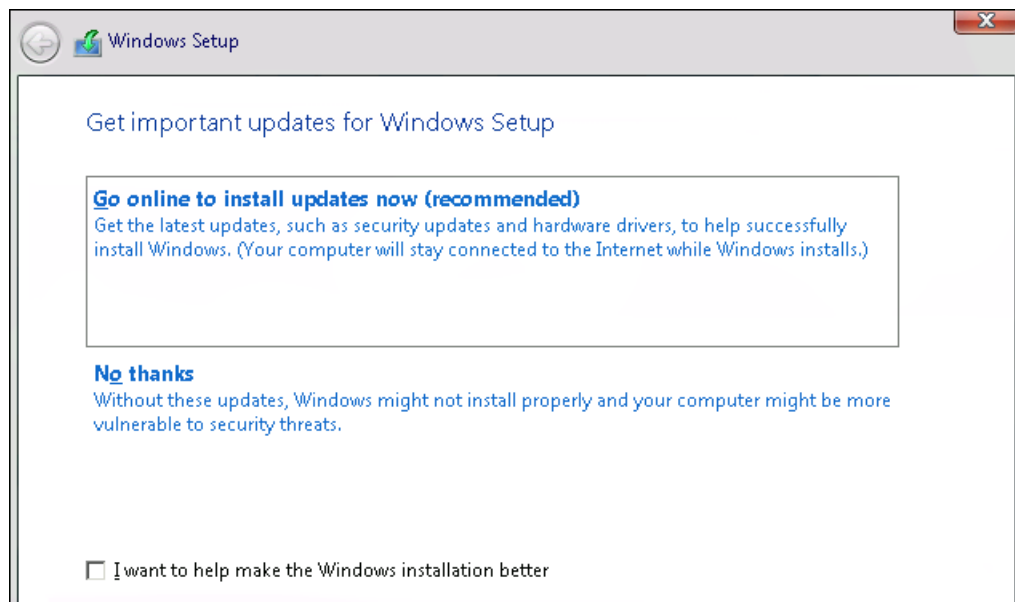 Windows Setup
Get important updates for Windows Setup
Go online to install updates now (recommended)
Get the latest updates, such as security updates and hardware drivers, to help successfully
install Windows. (Your computer will stay connected to the Internet while Windows installs.)
No thanks
Without these updates, Windows might not install properly and your computer might be more
vulnerable to security threats.
I want to help make the Windows installation better